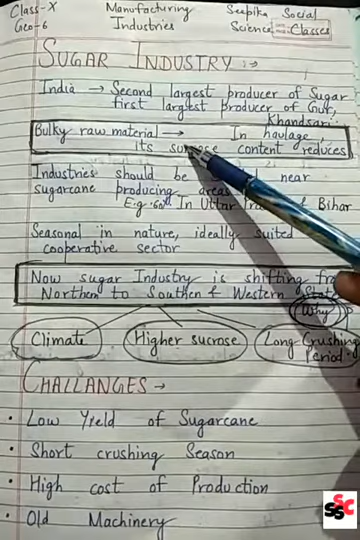 Class-X Manufacturing Deepika Social
Geo-6 Industries Science Classes
SUGAR INDUSTRY :→
India → Second largest producer of Sugar
first largest producer of Gur,
Khandsari
Bulky raw material → In haulage,
its content reduces
Industries should be near
sugarcane producing areas
E.g. 60% In Uttar & Bihar
Seasonal in nature, ideally suited
cooperative sector
Now sugar Industry is shifting
Northern to Southern & Western
Why
Climate Higher sucrose Long Crushing
Period
CHALLANGES →
• Low Yield of Sugarcane
• Short crushing Season
• High cost of Production
• Old Machinery
SSC